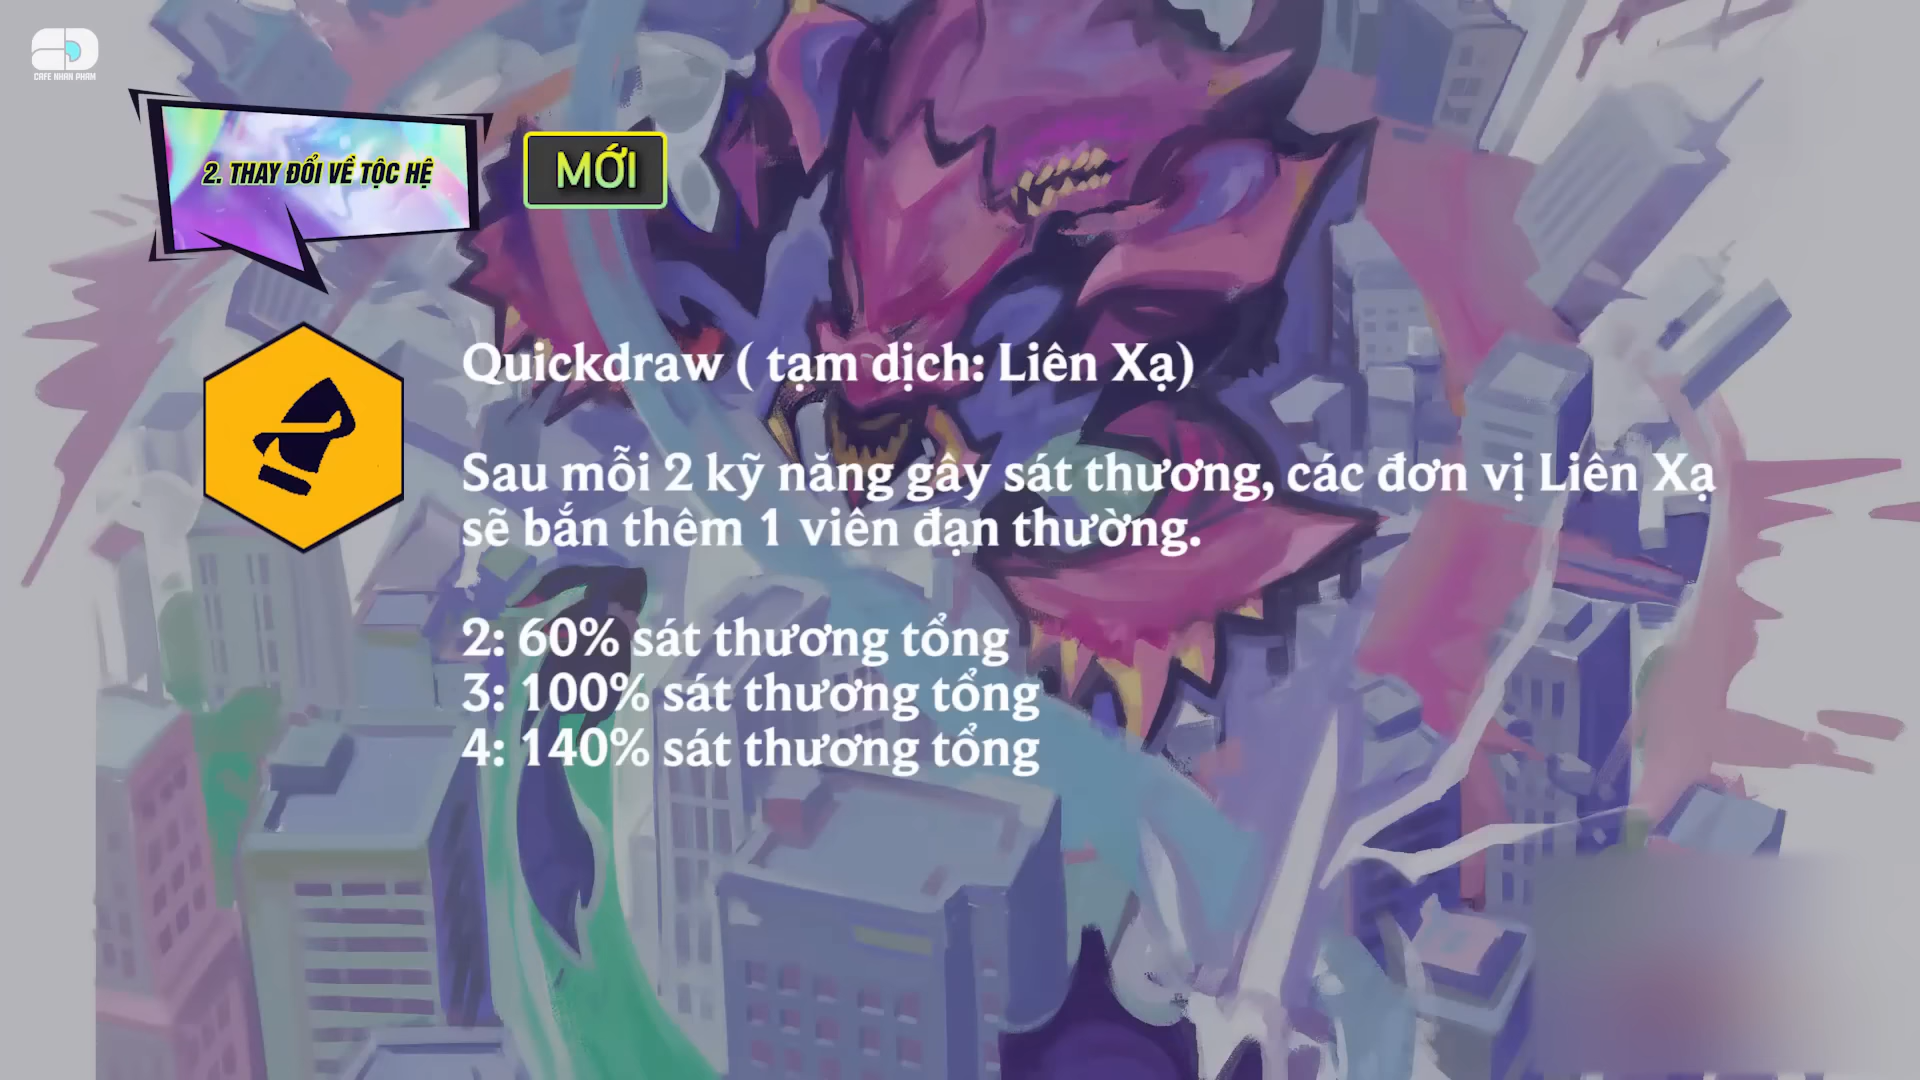 CAFE NHAN PHAM
2. THAY ĐỔI VỀ TỘC HỆ
MỚI
Quickdraw ( tạm dịch: Liên Xạ)
Sau mỗi 2 kỹ năng gây sát thương, các đơn vị Liên Xạ
sẽ bắn thêm 1 viên đạn thường.
2: 60% sát thương tổng
3: 100% sát thương tổng
4: 140% sát thương tổng